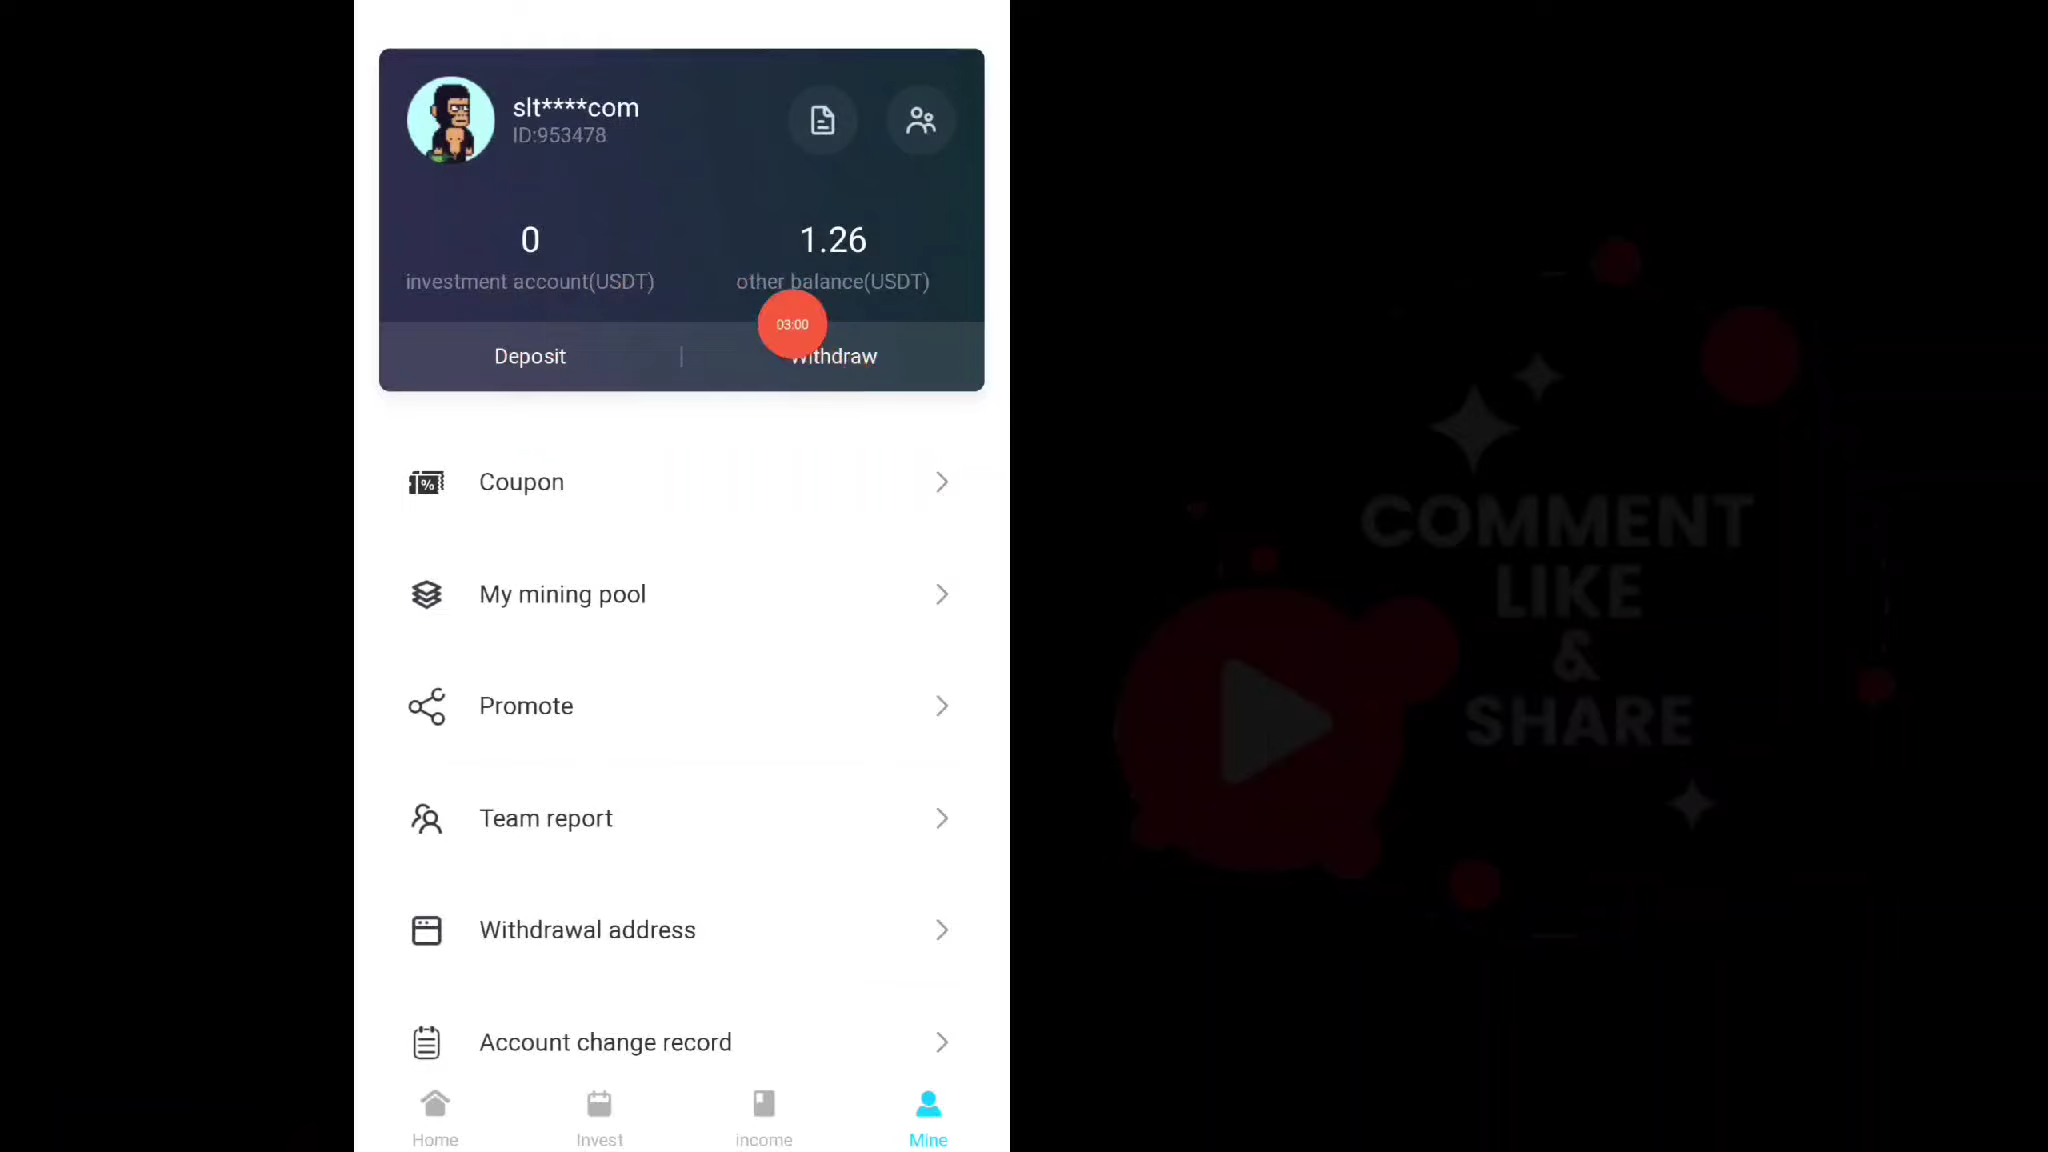 slt****com
ID:953478
0
1.26
investment account(USDT)
other balance(USDT)
03:00
Deposit
Withdraw
%
Coupon
My mining pool
Promote
Team report
Withdrawal address
Account change record
Home
Invest
income
Mine
COMMENT
LIKE
&
SHARE